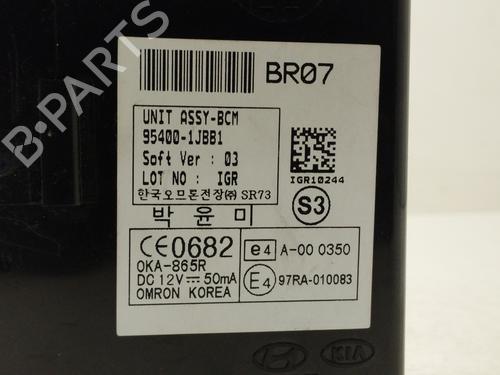 BR07
UNIT ASSY-BCM
95400-1JBB1
Soft Ver : 03
LOT NO : IGR
한국오므론전장㈜ SR73
IGR10244
S3
박윤미
CE0682
OKA-865R
DC 12V ⎓ 50mA
OMRON KOREA
e4 A-00 0350
E4 97RA-010083
KIA
B-PARTS